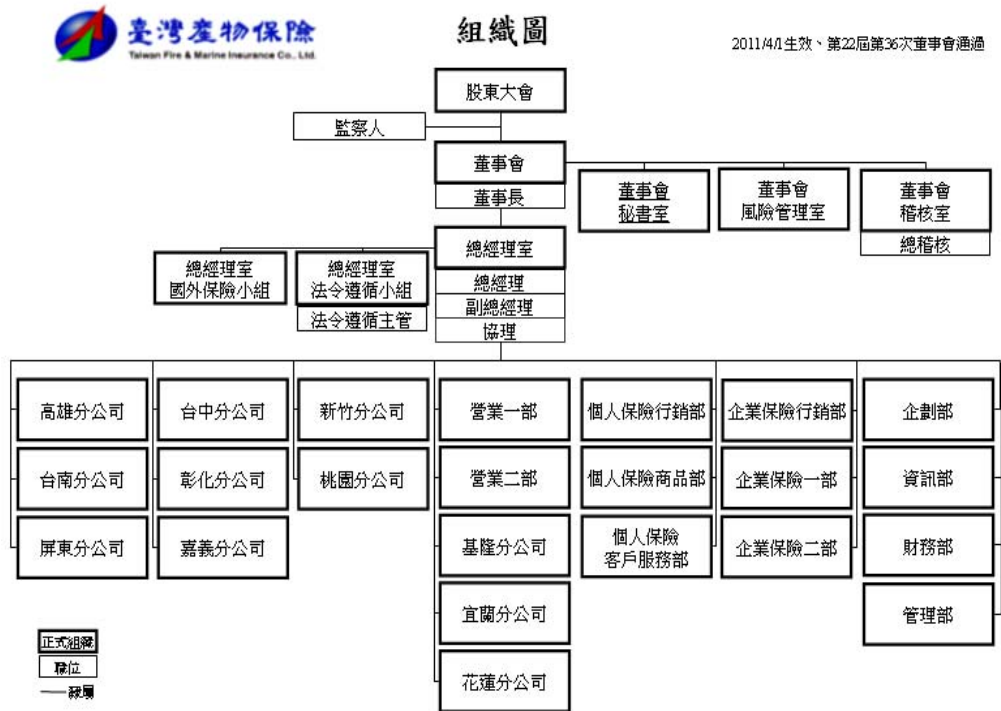 臺灣產物保險
Taiwan Fire & Marine Insurance Co., Ltd.
組織圖
2011/4/1生效、第22屆第36次董事會通過
股東大會
監察人
董事會
董事長
董事會
秘書室
董事會
風險管理室
董事會
稽核室
總稽核
總經理室
總經理
副總經理
協理
總經理室
國外保險小組
總經理室
法令遵循小組
法令遵循主管
高雄分公司
台中分公司
新竹分公司
營業一部
個人保險行銷部
企業保險行銷部
企劃部
台南分公司
彰化分公司
桃園分公司
營業二部
個人保險商品部
企業保險一部
資訊部
屏東分公司
嘉義分公司
基隆分公司
個人保險
客戶服務部
企業保險二部
財務部
宜蘭分公司
管理部
花蓮分公司
正式組織
職位